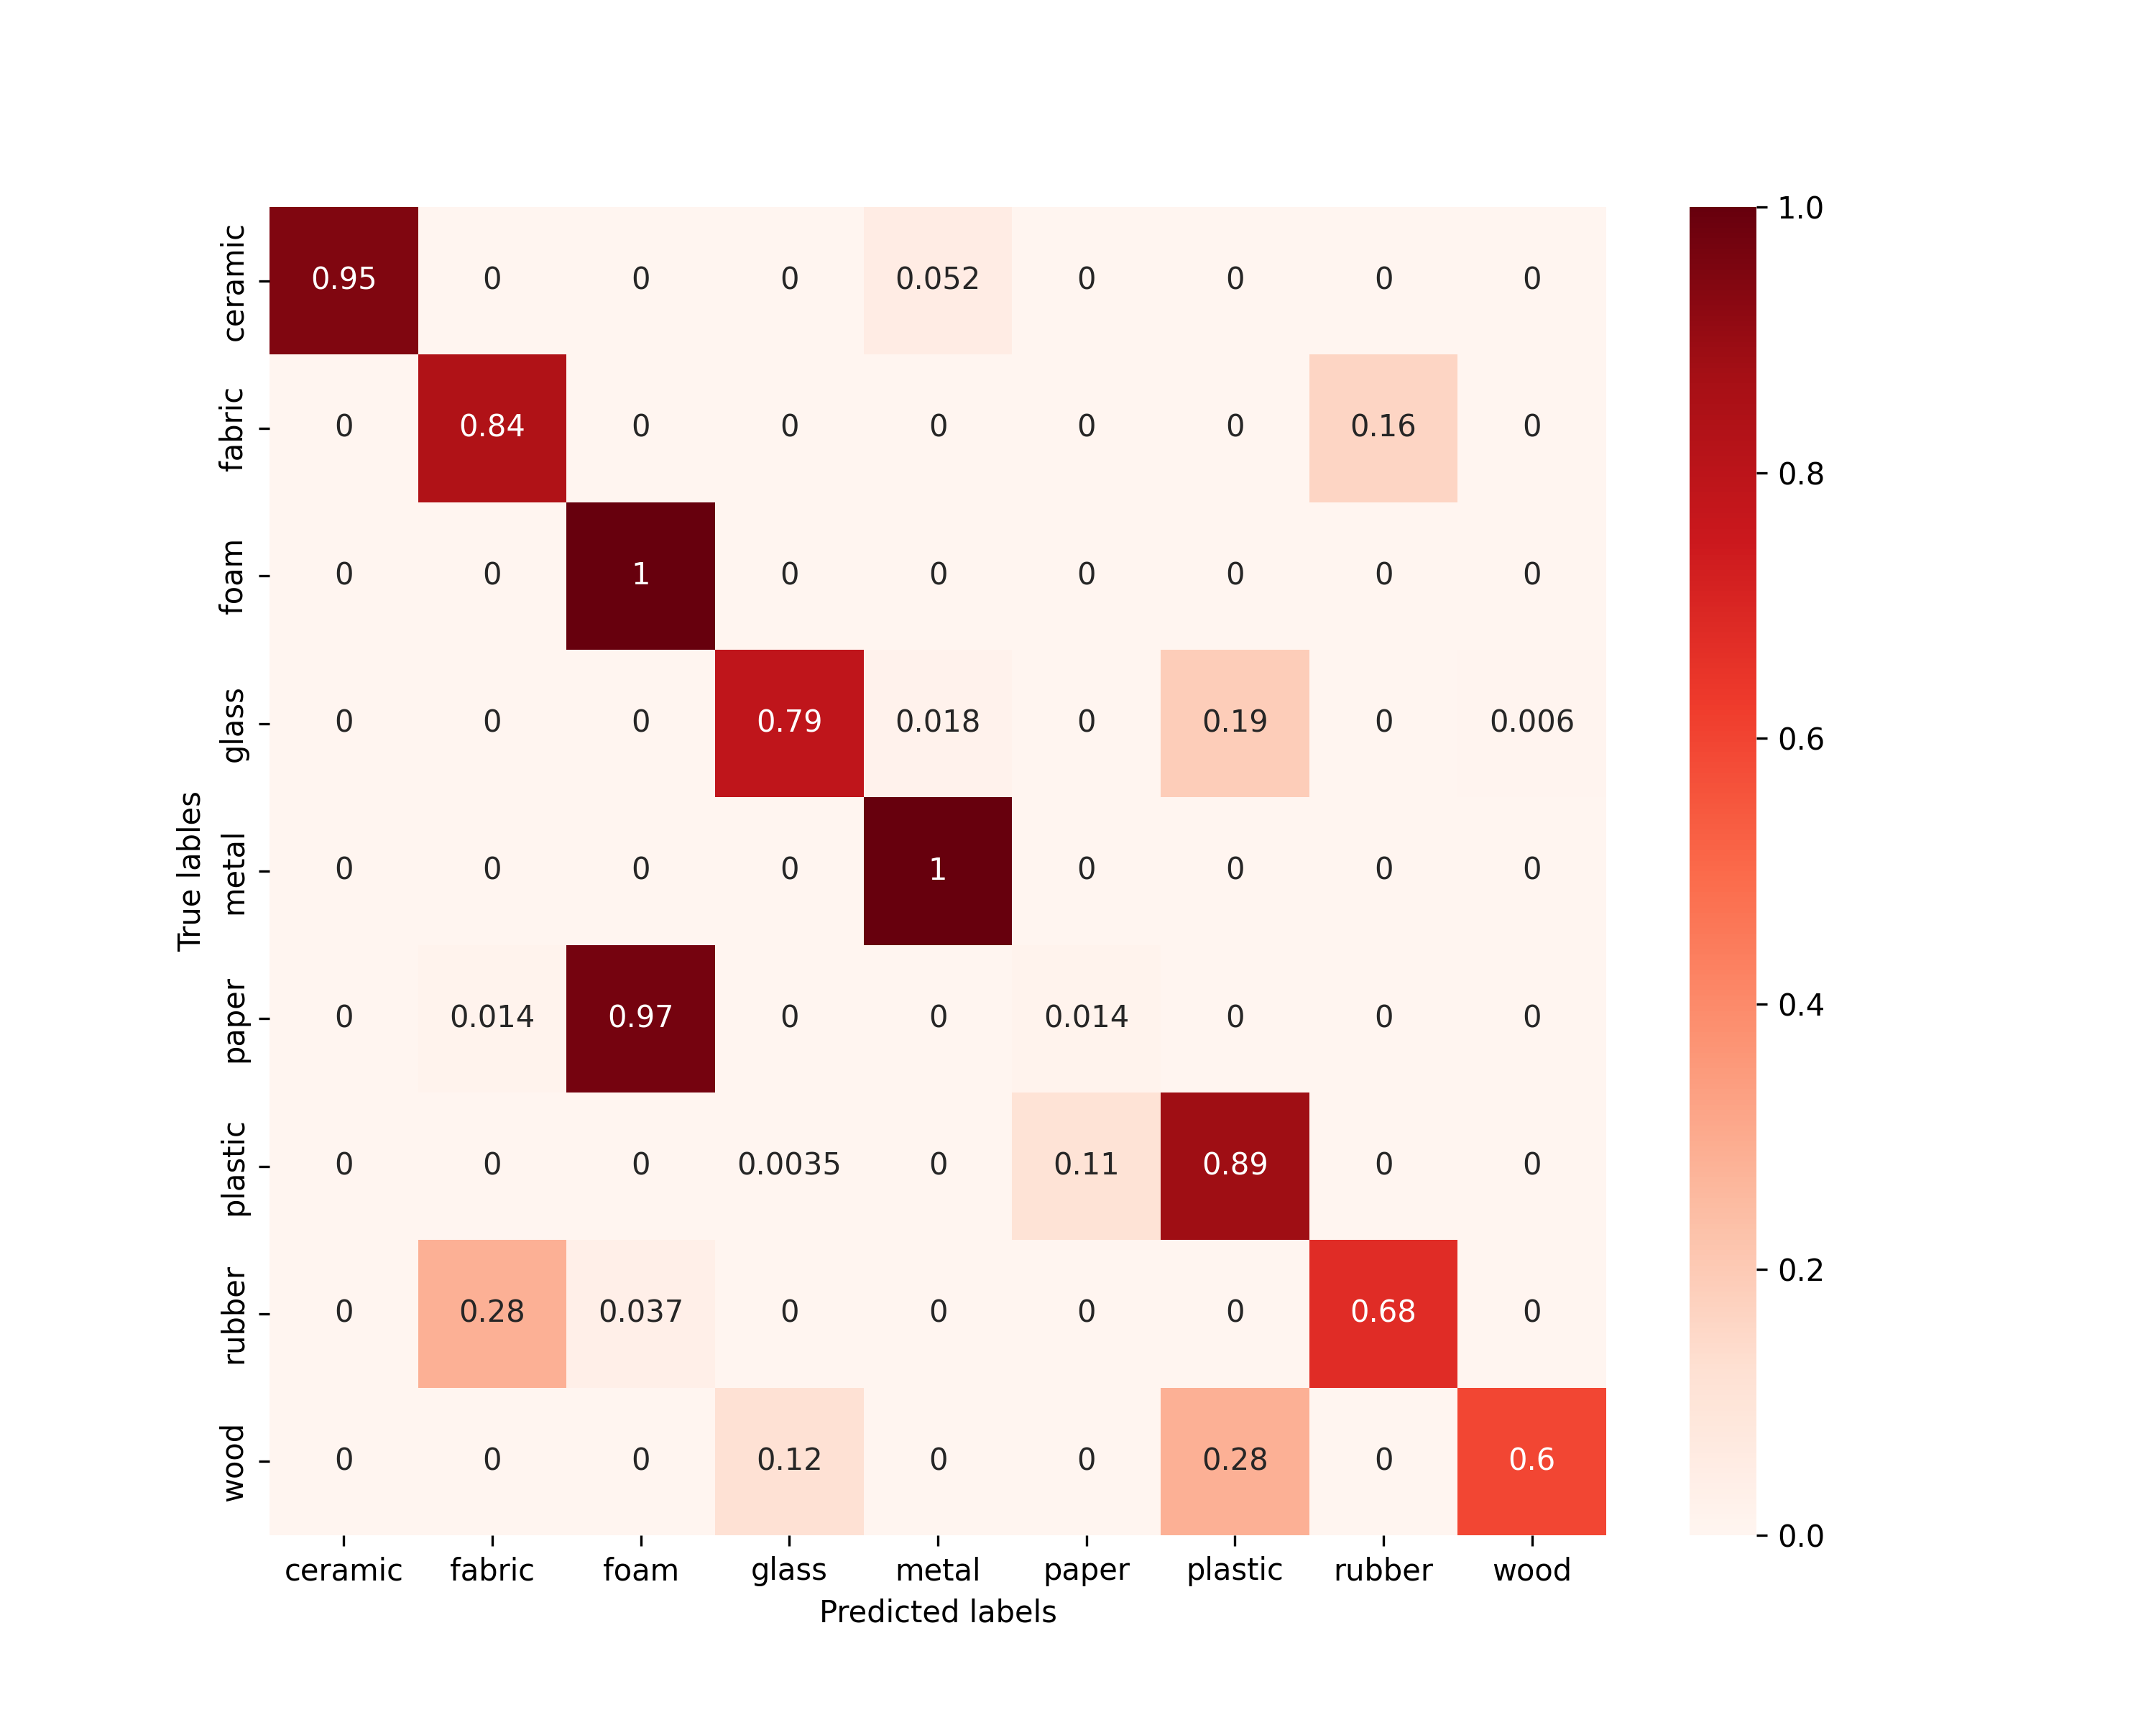 1.0
ceramic 0.95 0 0 0 0.052 0 0 0 0
fabric 0 0.84 0 0 0 0 0 0.16 0
0.8
foam 0 0 1 0 0 0 0 0 0
glass 0 0 0 0.79 0.018 0 0.19 0 0.006
0.6
True lables
metal 0 0 0 0 1 0 0 0 0
paper 0 0.014 0.97 0 0 0.014 0 0 0
0.4
plastic 0 0 0 0.0035 0 0.11 0.89 0 0
0.2
rubber 0 0.28 0.037 0 0 0 0 0.68 0
wood 0 0 0 0.12 0 0 0.28 0 0.6
0.0
ceramic fabric foam glass metal paper plastic rubber wood
Predicted labels